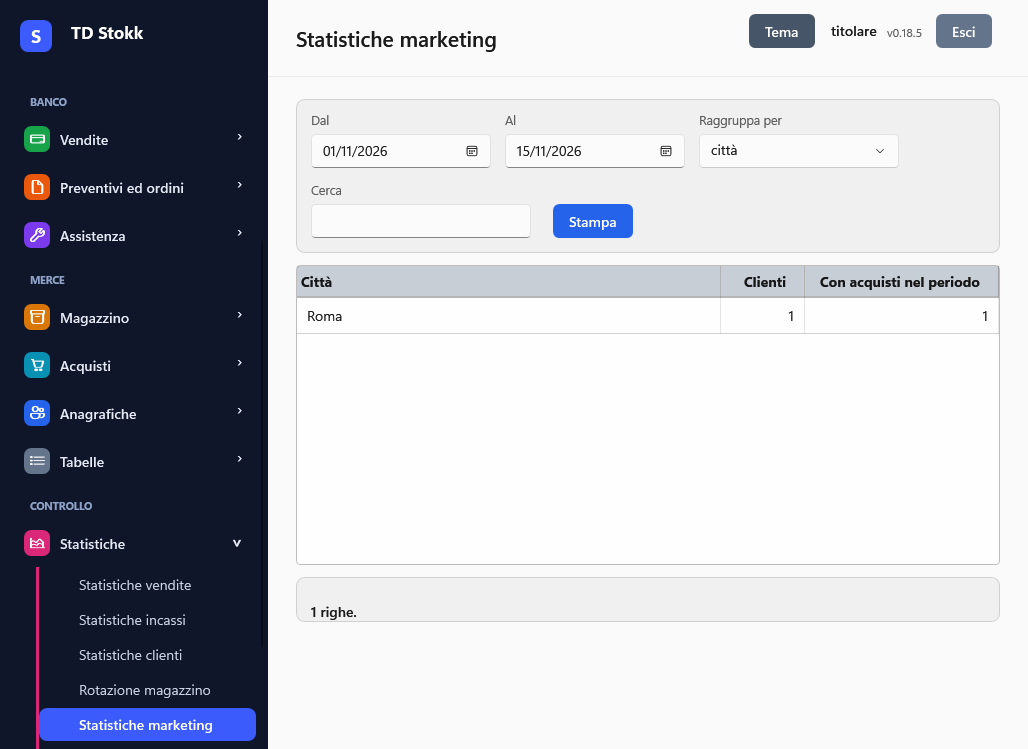 S
TD Stokk
BANCO
Vendite
Preventivi ed ordini
Assistenza
MERCE
Magazzino
Acquisti
Anagrafiche
Tabelle
CONTROLLO
Statistiche
Statistiche vendite
Statistiche incassi
Statistiche clienti
Rotazione magazzino
Statistiche marketing
Statistiche marketing
Tema titolare v0.18.5 Esci
Dal Al Raggruppa per
01/11/2026 15/11/2026 città
Cerca
Stampa
Città Clienti Con acquisti nel periodo
Roma 1 1
1 righe.